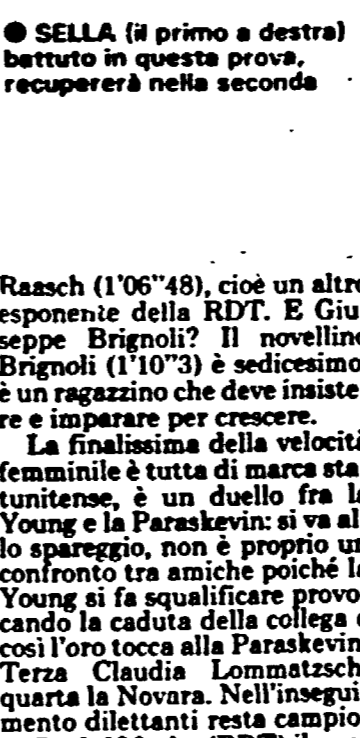 ● SELLA (il primo a destra)
battuto in questa prova,
recupererà nella seconda
Raasch (1'06"48), cioè un altro
esponente della RDT. E Giu
seppe Brignoli? Il novellino
Brignoli (1'10"3) è sedicesimo,
è un ragazzino che deve insiste
re e imparare per crescere.
La finalissima della velocità
femminile è tutta di marca sta
tunitense, è un duello fra la
Young e la Paraskevin: si va al
lo spareggio, non è proprio un
confronto tra amiche poiché la
Young si fa squalificare provo
cando la caduta della collega e
così l'oro tocca alla Paraskevin.
Terza Claudia Lommatzsch,
quarta la Novara. Nell'insegui
mento dilettanti resta campio